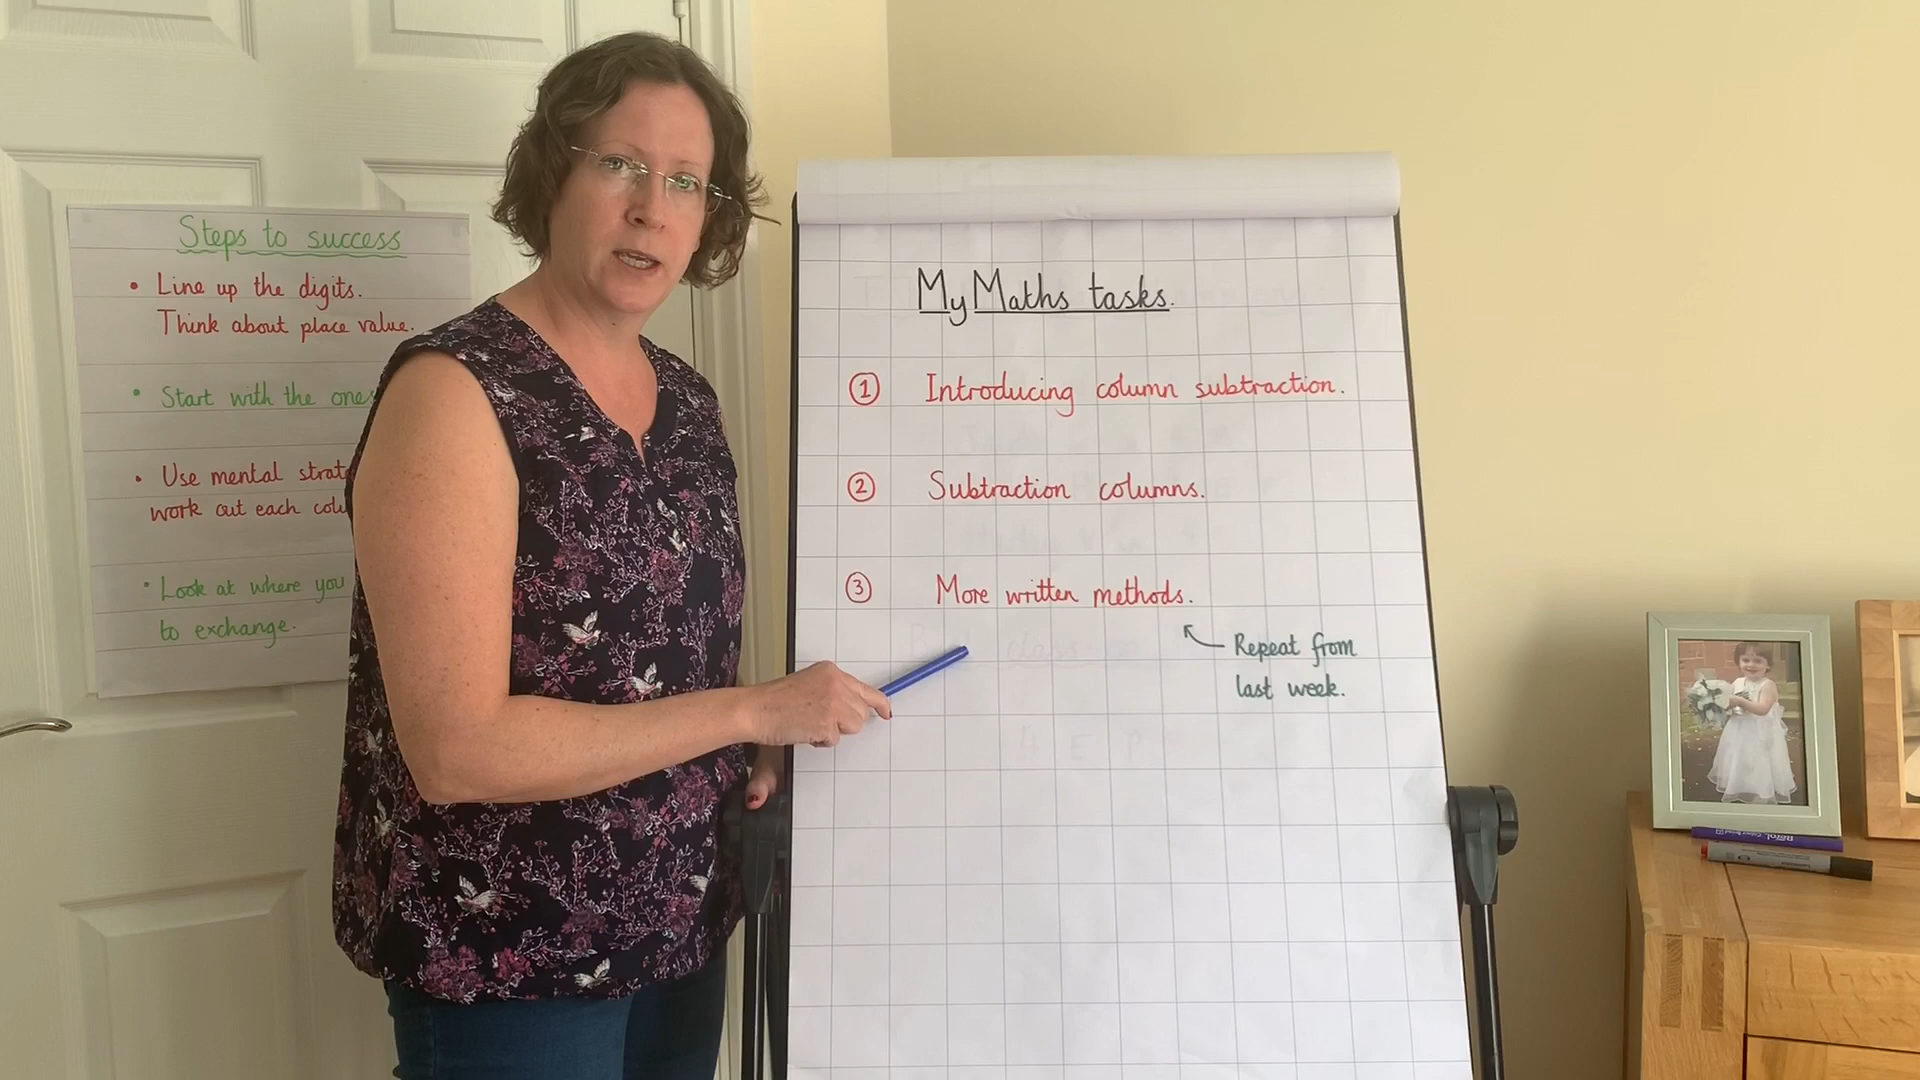 Steps to success
• Line up the digits.
Think about place value.
• Start with the ones
• Use mental
work out each
• Look at where you
to exchange.
My Maths tasks.
① Introducing column subtraction.
② Subtraction columns.
③ More written methods.
Repeat from
last week.
Berol